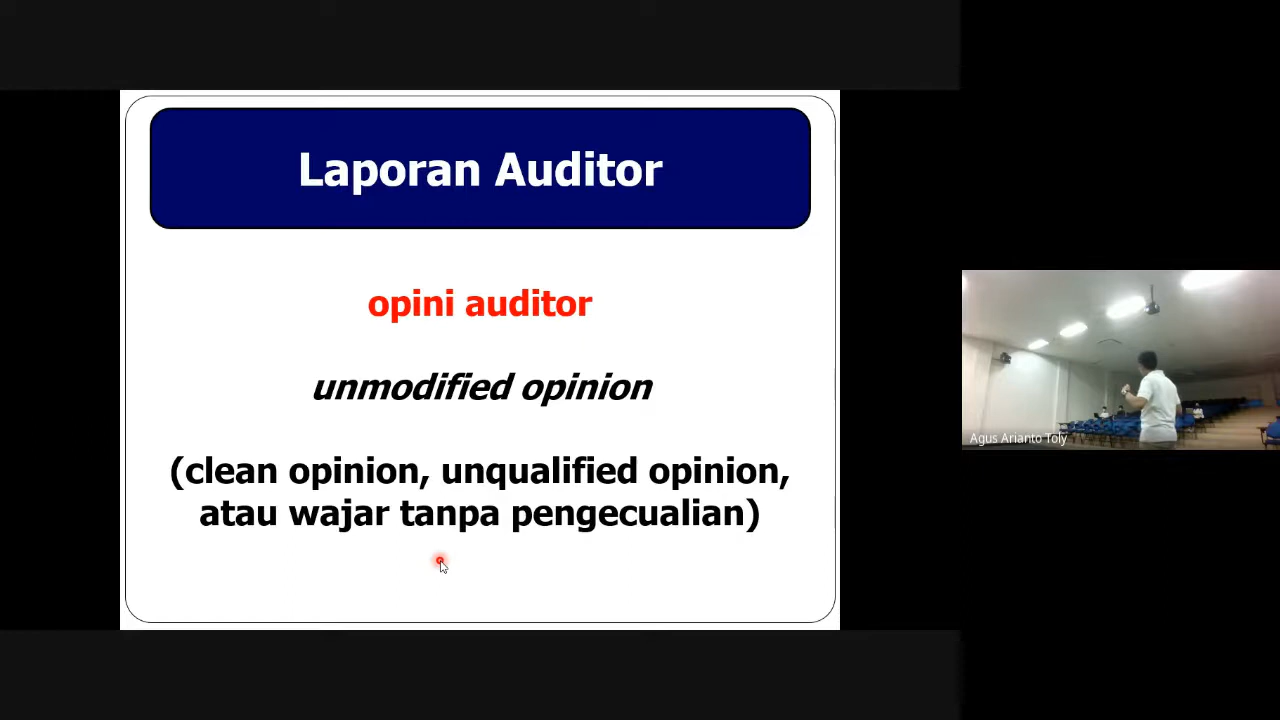 Laporan Auditor
opini auditor
unmodified opinion
(clean opinion, unqualified opinion,
atau wajar tanpa pengecualian)
Agus Arianto Toly